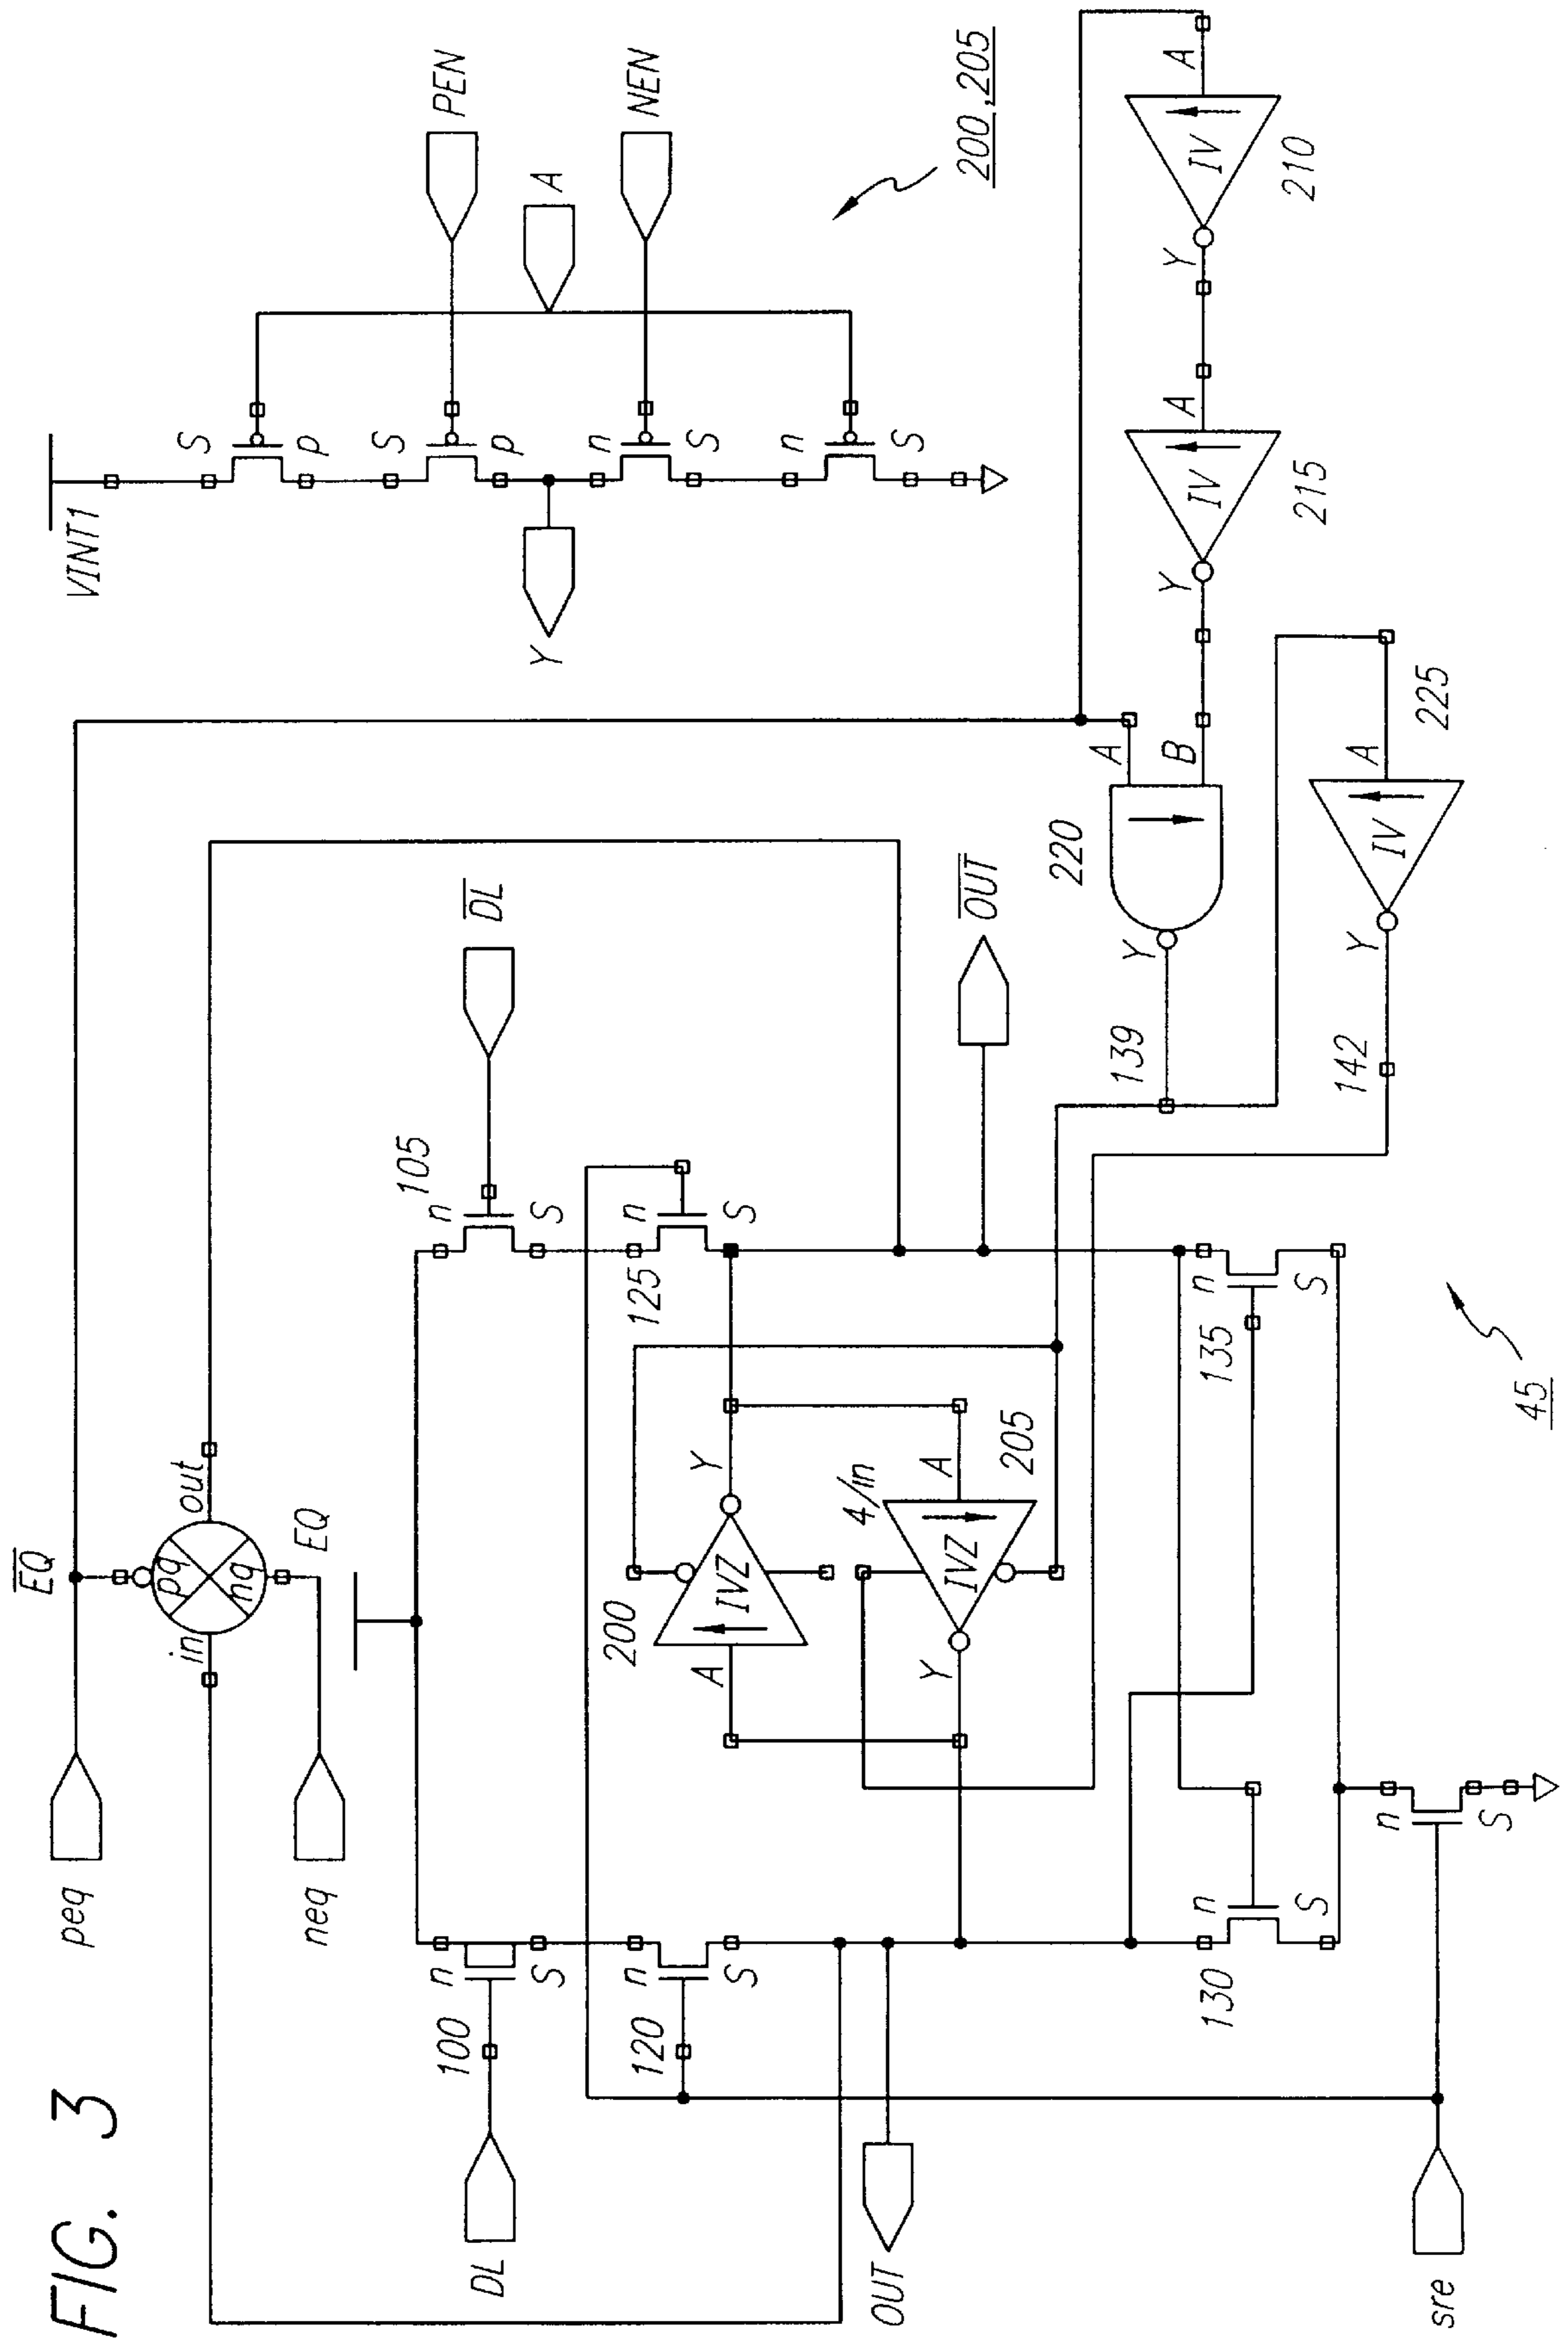 FIG. 3
peq
EQ
in
pg
ng
out
neq
EQ
DL
100
n
S
105
n
S
DL
120
n
S
125
n
S
OUT
200
A
IVZ
Y
4/in
A
205
IVZ
Y
OUT
130
n
S
135
n
S
sre
n
S
45
139
Y
220
A
B
142
Y
IV
A
225
Y
IV
A
215
Y
IV
A
210
VINT1
S
p
S
p
n
S
n
S
Y
PEN
A
NEN
200,205